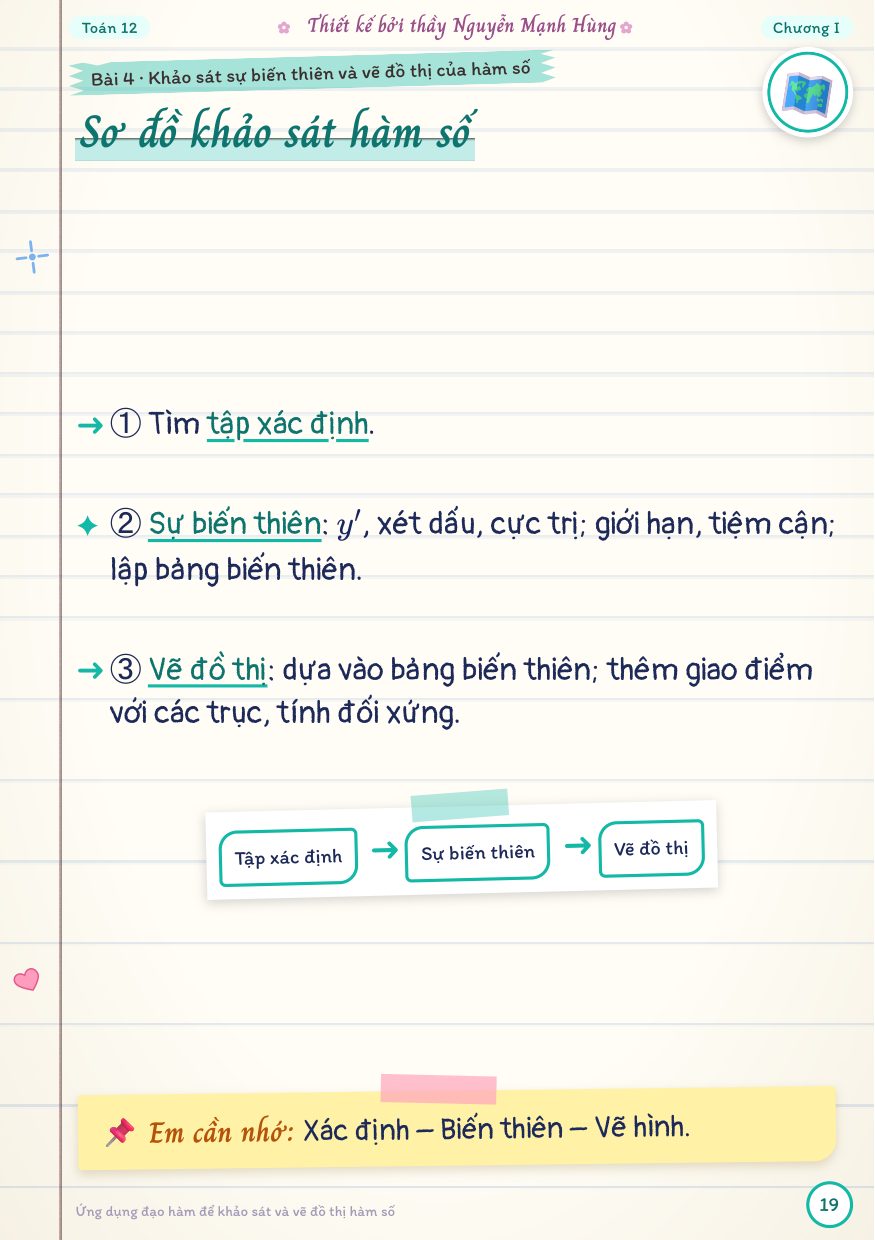 Toán 12
Thiết kế bởi thầy Nguyễn Mạnh Hùng
Chương I
Bài 4 · Khảo sát sự biến thiên và vẽ đồ thị của hàm số
Sơ đồ khảo sát hàm số
→ ① Tìm tập xác định.
✦ ② Sự biến thiên: y′, xét dấu, cực trị; giới hạn, tiệm cận;
lập bảng biến thiên.
→ ③ Vẽ đồ thị: dựa vào bảng biến thiên; thêm giao điểm
với các trục, tính đối xứng.
Tập xác định → Sự biến thiên → Vẽ đồ thị
Em cần nhớ: Xác định – Biến thiên – Vẽ hình.
Ứng dụng đạo hàm để khảo sát và vẽ đồ thị hàm số
19